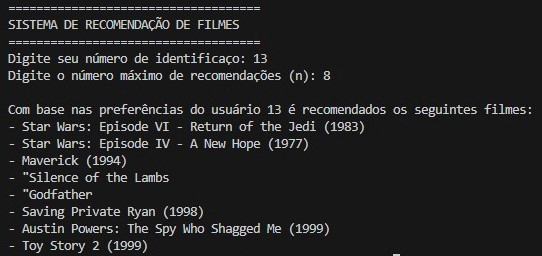 ====================================
SISTEMA DE RECOMENDAÇÃO DE FILMES
====================================
Digite seu número de identificaço: 13
Digite o número máximo de recomendações (n): 8
Com base nas preferências do usuário 13 é recomendados os seguintes filmes:
- Star Wars: Episode VI - Return of the Jedi (1983)
- Star Wars: Episode IV - A New Hope (1977)
- Maverick (1994)
- "Silence of the Lambs
- "Godfather
- Saving Private Ryan (1998)
- Austin Powers: The Spy Who Shagged Me (1999)
- Toy Story 2 (1999)